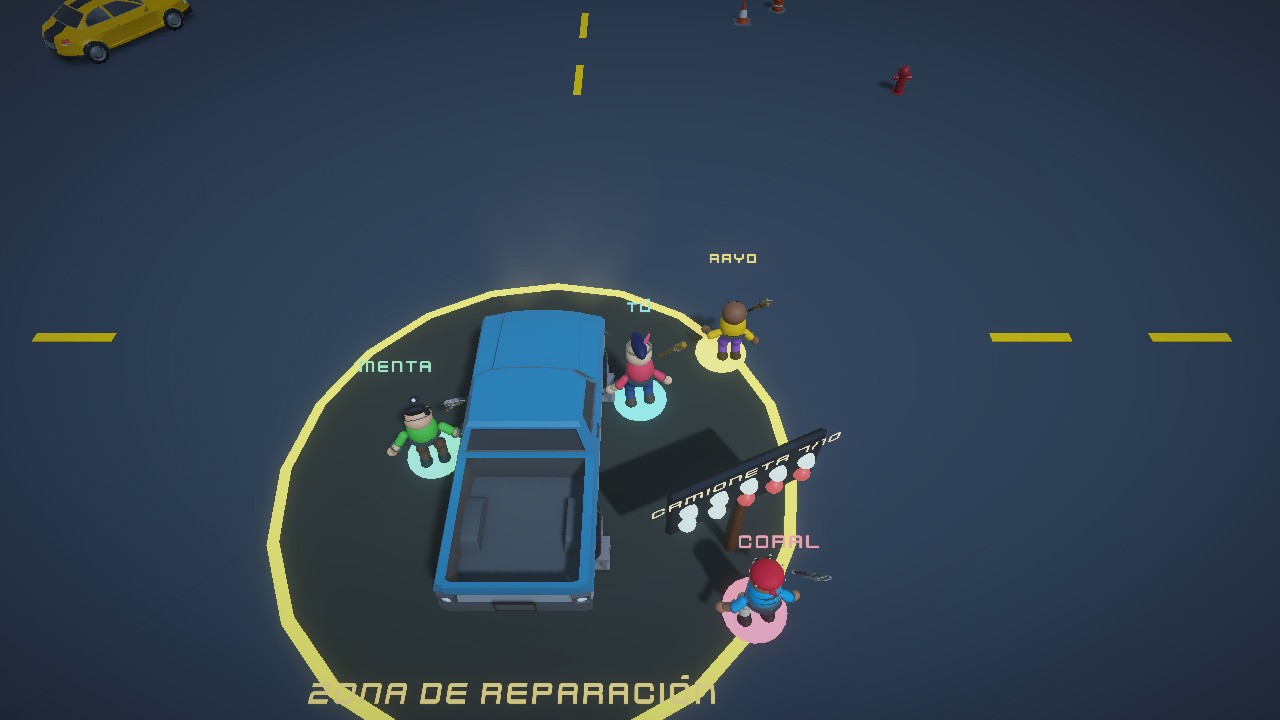 RAYO
TÚ
MENTA
CAMIONETA 7/10
CORAL
ZONA DE REPARACIÓN